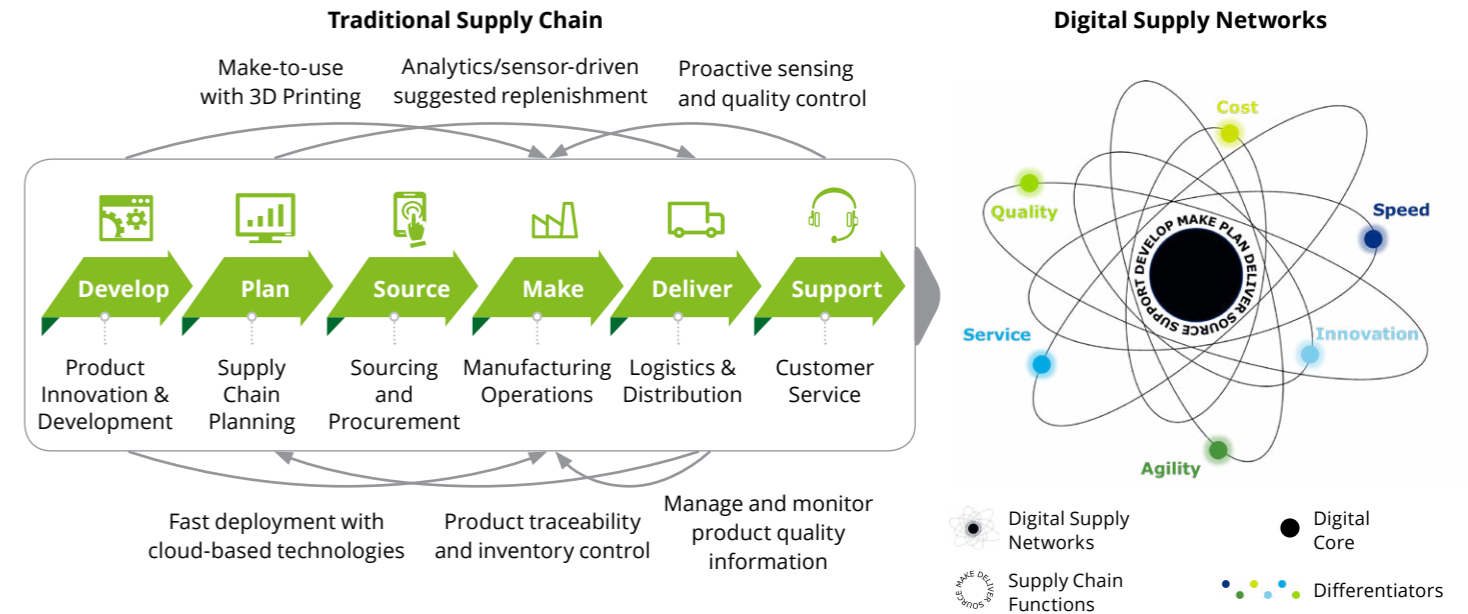 Traditional Supply Chain
Make-to-use
with 3D Printing
Analytics/sensor-driven
suggested replenishment
Proactive sensing
and quality control
Develop
Plan
Source
Make
Deliver
Support
Product
Innovation &
Development
Supply
Chain
Planning
Sourcing
and
Procurement
Manufacturing
Operations
Logistics &
Distribution
Customer
Service
Fast deployment with
cloud-based technologies
Product traceability
and inventory control
Manage and monitor
product quality
information
Digital Supply Networks
Cost
Quality
Speed
Service
Innovation
Agility
SUPPORT DEVELOP MAKE PLAN DELIVER SOURCE
Digital Supply
Networks
Digital
Core
MAKE DELIVER SOURCE
Supply Chain
Functions
Differentiators